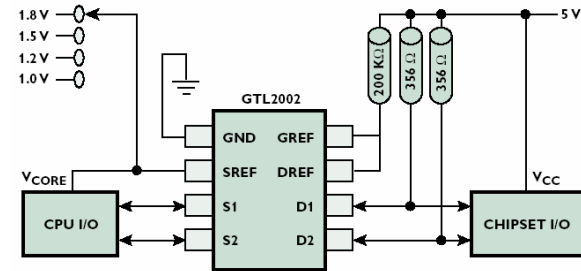 1.8 V
1.5 V
1.2 V
1.0 V
5 V
200 KΩ
356 Ω
356 Ω
GTL2002
GND GREF
SREF DREF
S1 D1
S2 D2
VCORE
CPU I/O
VCC
CHIPSET I/O